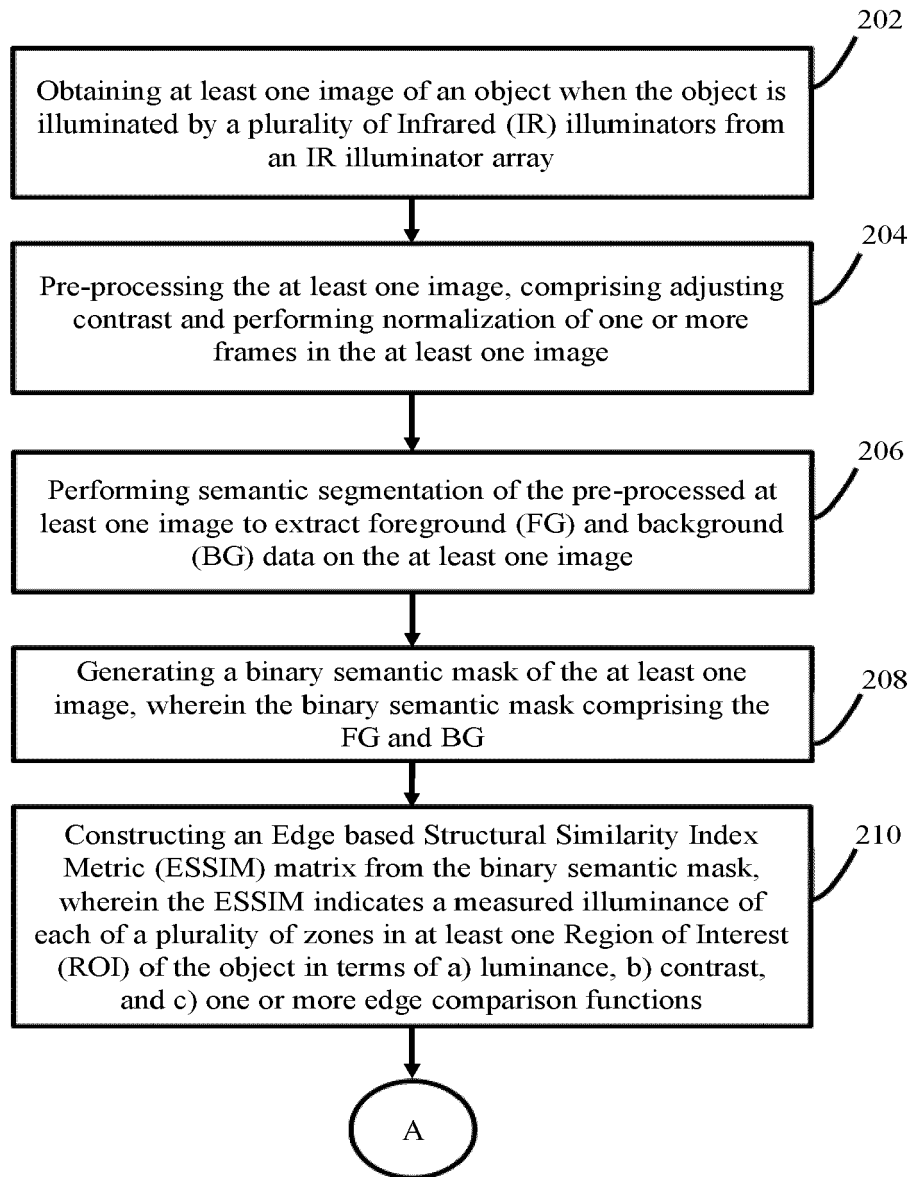 202
Obtaining at least one image of an object when the object is
illuminated by a plurality of Infrared (IR) illuminators from
an IR illuminator array
204
Pre-processing the at least one image, comprising adjusting
contrast and performing normalization of one or more
frames in the at least one image
206
Performing semantic segmentation of the pre-processed at
least one image to extract foreground (FG) and background
(BG) data on the at least one image
208
Generating a binary semantic mask of the at least one
image, wherein the binary semantic mask comprising the
FG and BG
210
Constructing an Edge based Structural Similarity Index
Metric (ESSIM) matrix from the binary semantic mask,
wherein the ESSIM indicates a measured illuminance of
each of a plurality of zones in at least one Region of Interest
(ROI) of the object in terms of a) luminance, b) contrast,
and c) one or more edge comparison functions
A